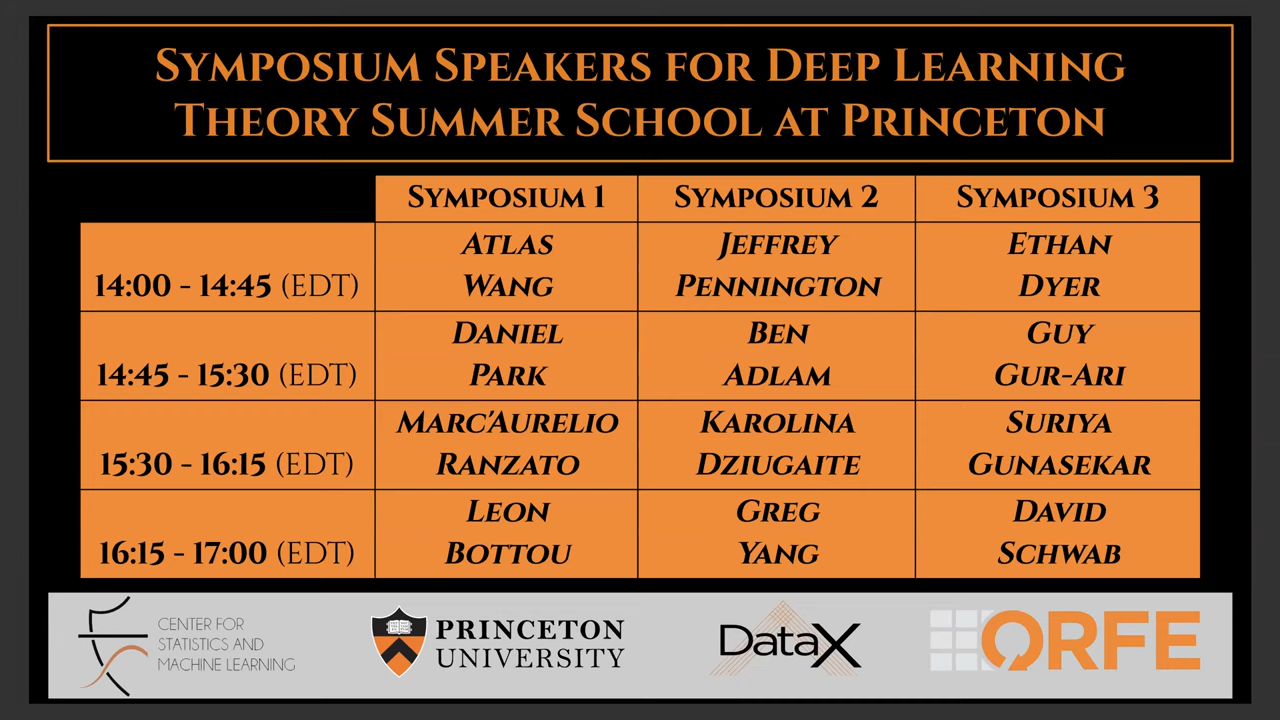 Symposium Speakers for Deep Learning
Theory Summer School at Princeton
Symposium 1 Symposium 2 Symposium 3
14:00 - 14:45 (EDT) Atlas Wang Jeffrey Pennington Ethan Dyer
14:45 - 15:30 (EDT) Daniel Park Ben Adlam Guy Gur-Ari
15:30 - 16:15 (EDT) Marc'Aurelio Ranzato Karolina Dziugaite Suriya Gunasekar
16:15 - 17:00 (EDT) Leon Bottou Greg Yang David Schwab
CENTER FOR
STATISTICS AND
MACHINE LEARNING
PRINCETON
UNIVERSITY
DataX
ORFE